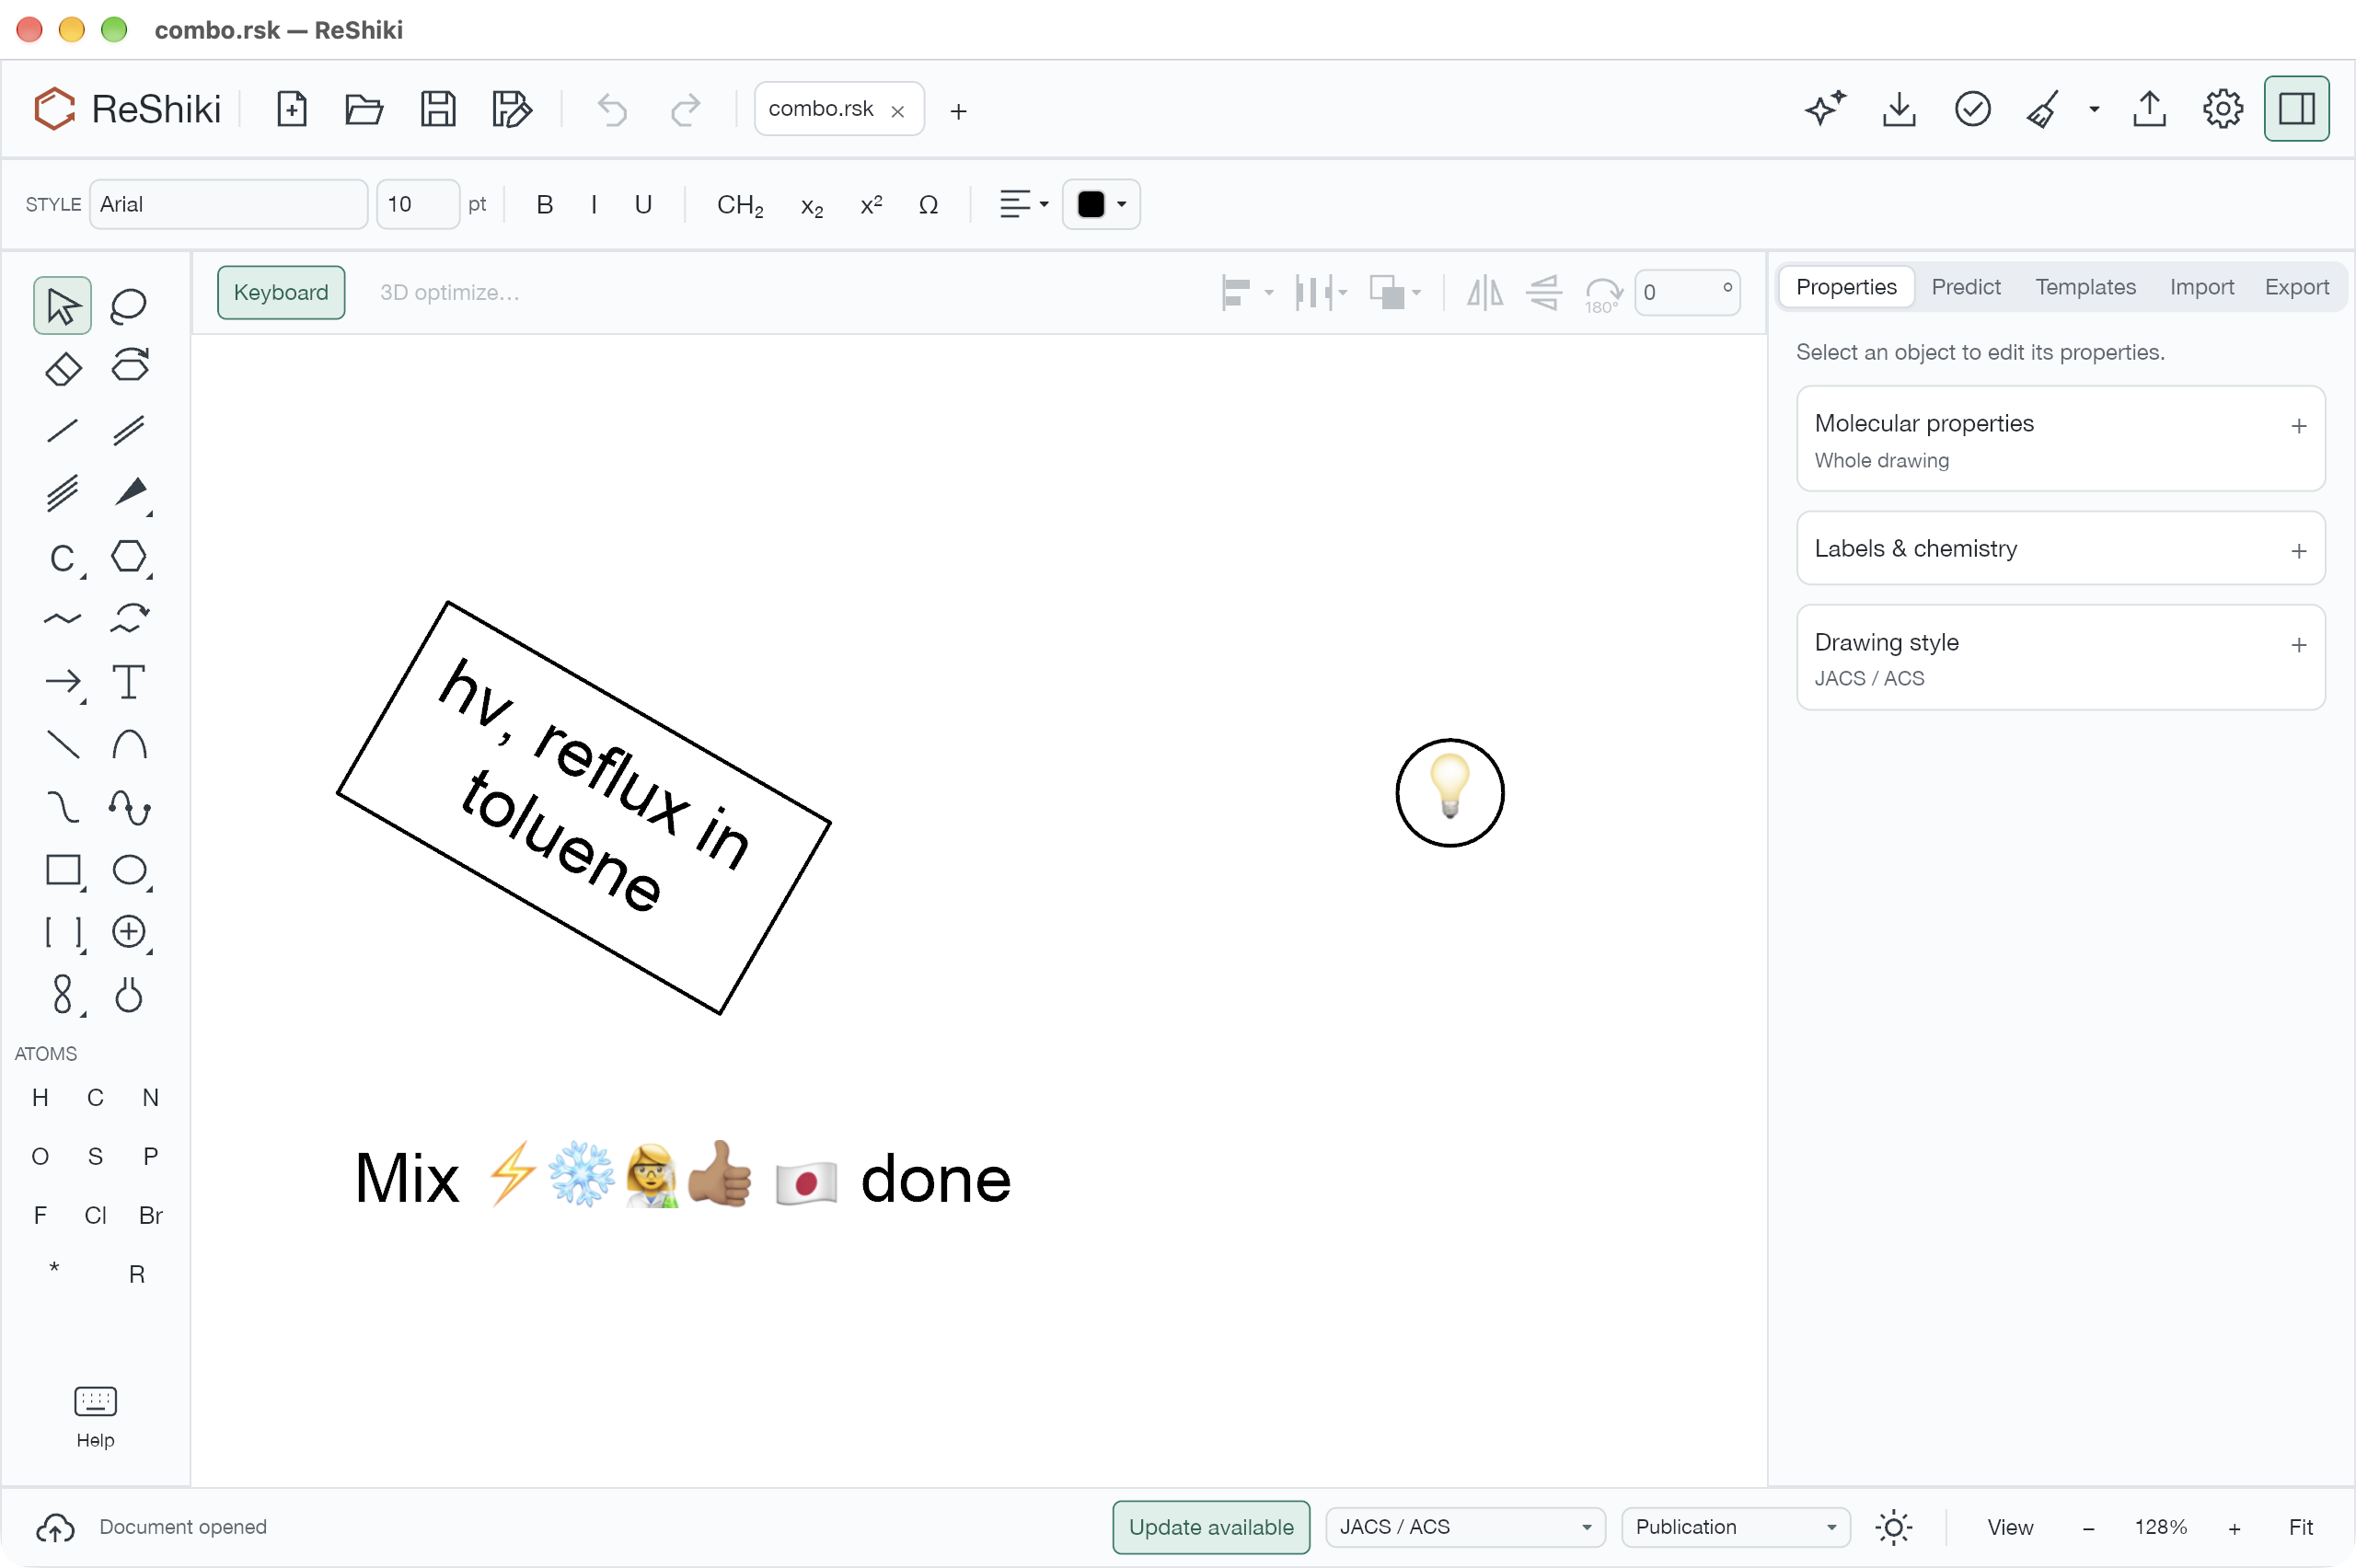 combo.rsk — ReShiki
ReShiki
combo.rsk ×
+
STYLE Arial 10 pt B I U CH₂ x₂ x² Ω
Keyboard 3D optimize...
180° 0 °
Properties Predict Templates Import Export
Select an object to edit its properties.
Molecular properties +
Whole drawing
Labels & chemistry +
Drawing style +
JACS / ACS
C
T
hv, reflux in
toluene
Mix ⚡❄️👩‍🔬👍🏽 🇯🇵 done
💡
ATOMS
H C N
O S P
F Cl Br
* R
Help
Document opened
Update available
JACS / ACS
Publication
View − 128% + Fit